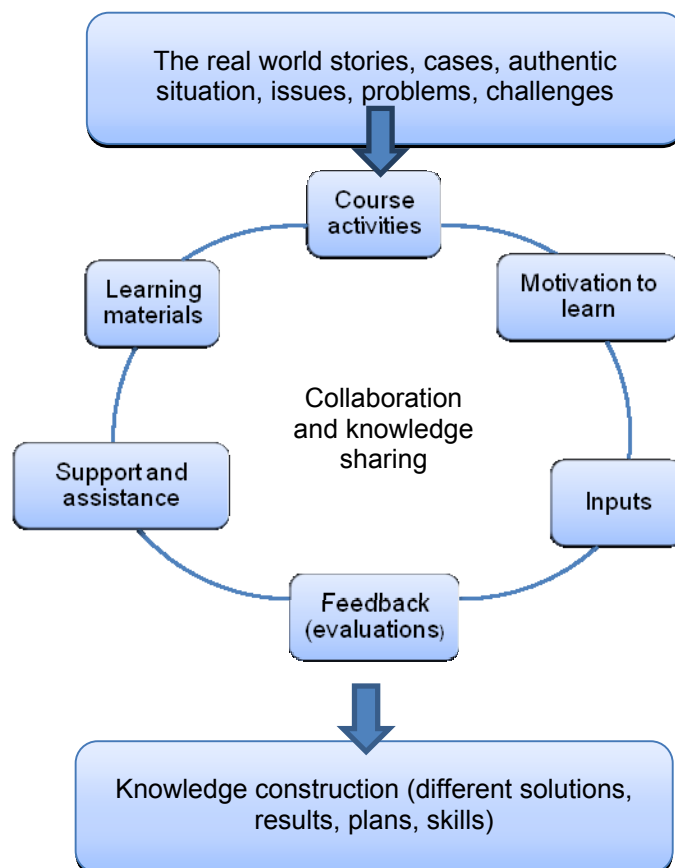 The real world stories, cases, authentic
situation, issues, problems, challenges
Course
activities
Learning
materials
Motivation to
learn
Collaboration
and knowledge
sharing
Support and
assistance
Inputs
Feedback
(evaluations)
Knowledge construction (different solutions,
results, plans, skills)